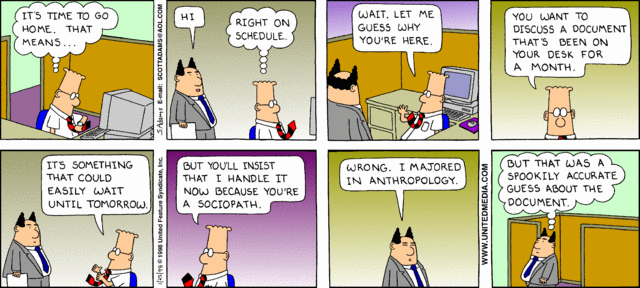 IT'S TIME TO GO
HOME. THAT
MEANS...
HI
RIGHT ON
SCHEDULE.
S.Adams E-mail: SCOTTADAMS@AOL.COM
WAIT. LET ME
GUESS WHY
YOU'RE HERE.
YOU WANT TO
DISCUSS A DOCUMENT
THAT'S BEEN ON
YOUR DESK FOR
A MONTH.
IT'S SOMETHING
THAT COULD
EASILY WAIT
UNTIL TOMORROW.
© 1998 United Feature Syndicate, Inc.
BUT YOU'LL INSIST
THAT I HANDLE IT
NOW BECAUSE YOU'RE
A SOCIOPATH.
WRONG. I MAJORED
IN ANTHROPOLOGY.
WWW.UNITEDMEDIA.COM
BUT THAT WAS A
SPOOKILY ACCURATE
GUESS ABOUT THE
DOCUMENT.